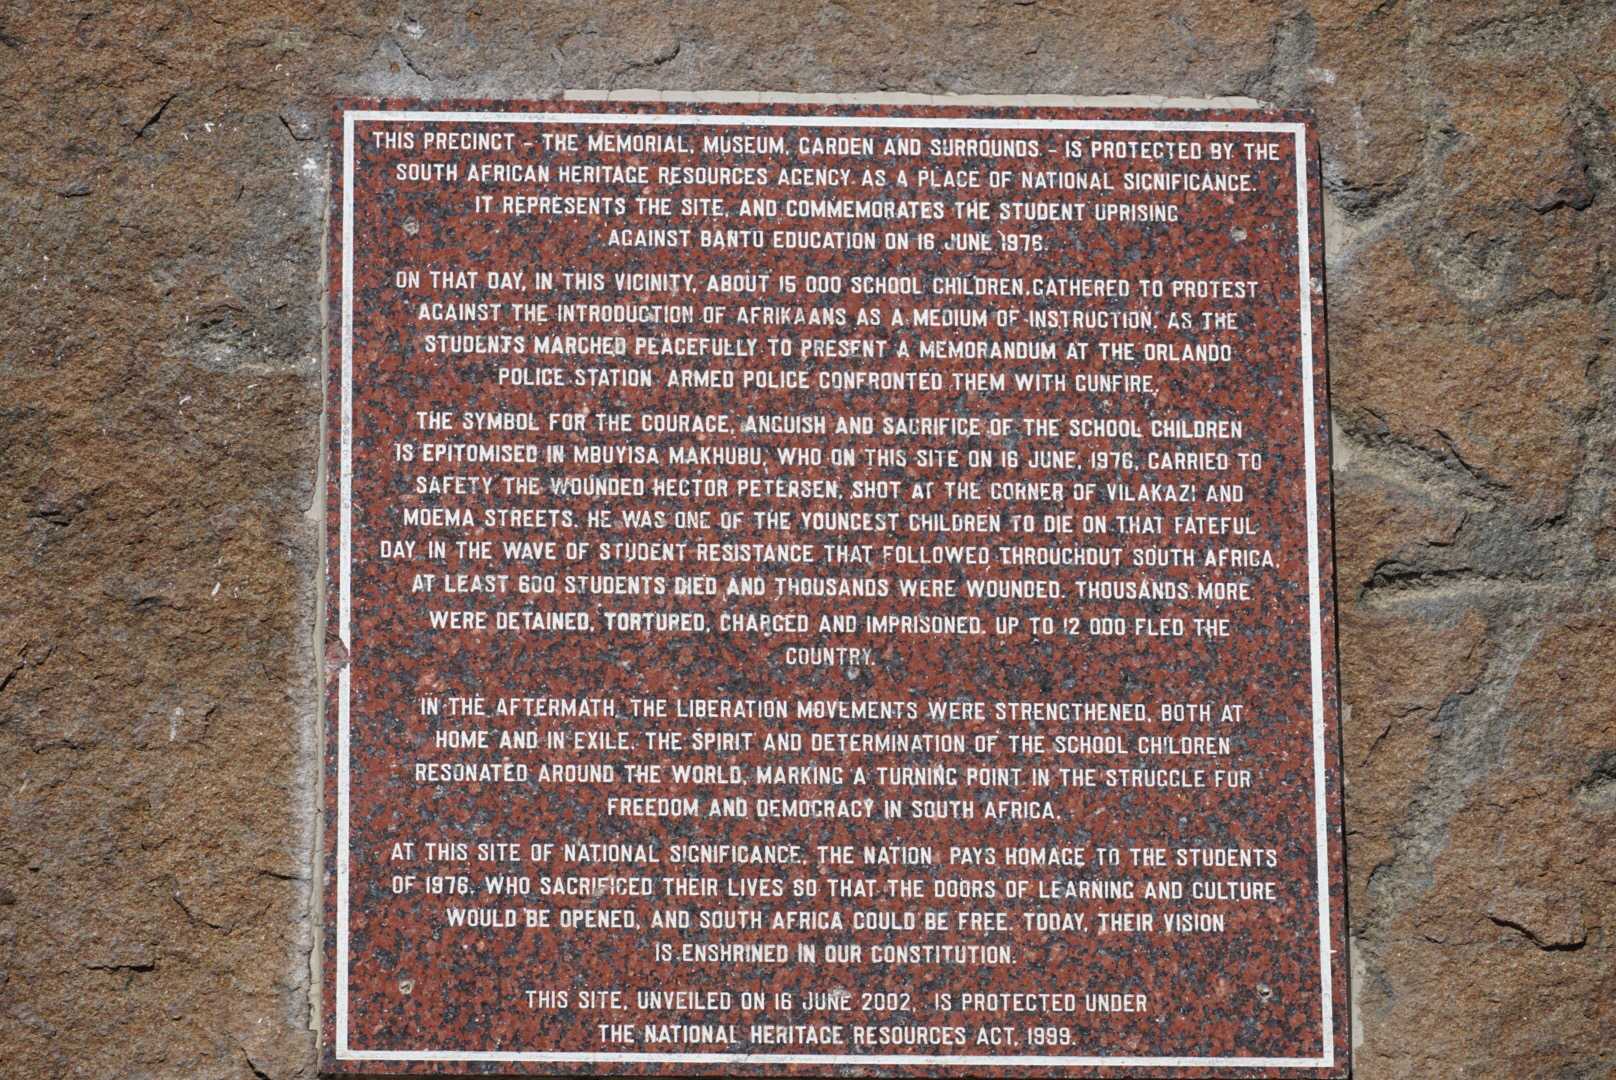 THIS PRECINCT - THE MEMORIAL, MUSEUM, GARDEN AND SURROUNDS - IS PROTECTED BY THE
SOUTH AFRICAN HERITAGE RESOURCES AGENCY AS A PLACE OF NATIONAL SIGNIFICANCE.
IT REPRESENTS THE SITE, AND COMMEMORATES THE STUDENT UPRISING
AGAINST BANTU EDUCATION ON 16 JUNE 1976.
ON THAT DAY, IN THIS VICINITY, ABOUT 15 000 SCHOOL CHILDREN GATHERED TO PROTEST
AGAINST THE INTRODUCTION OF AFRIKAANS AS A MEDIUM OF INSTRUCTION. AS THE
STUDENTS MARCHED PEACEFULLY TO PRESENT A MEMORANDUM AT THE ORLANDO
POLICE STATION ARMED POLICE CONFRONTED THEM WITH GUNFIRE.
THE SYMBOL FOR THE COURAGE, ANGUISH AND SACRIFICE OF THE SCHOOL CHILDREN
IS EPITOMISED IN MBUYISA MAKHUBU, WHO ON THIS SITE ON 16 JUNE, 1976, CARRIED TO
SAFETY THE WOUNDED HECTOR PETERSEN, SHOT AT THE CORNER OF VILAKAZI AND
MOEMA STREETS. HE WAS ONE OF THE YOUNGEST CHILDREN TO DIE ON THAT FATEFUL
DAY IN THE WAVE OF STUDENT RESISTANCE THAT FOLLOWED THROUGHOUT SOUTH AFRICA.
AT LEAST 600 STUDENTS DIED AND THOUSANDS WERE WOUNDED. THOUSANDS MORE
WERE DETAINED, TORTURED, CHARGED AND IMPRISONED. UP TO 12 000 FLED THE
COUNTRY.
IN THE AFTERMATH, THE LIBERATION MOVEMENTS WERE STRENGTHENED, BOTH AT
HOME AND IN EXILE. THE SPIRIT AND DETERMINATION OF THE SCHOOL CHILDREN
RESONATED AROUND THE WORLD, MARKING A TURNING POINT IN THE STRUGGLE FOR
FREEDOM AND DEMOCRACY IN SOUTH AFRICA.
AT THIS SITE OF NATIONAL SIGNIFICANCE, THE NATION PAYS HOMAGE TO THE STUDENTS
OF 1976, WHO SACRIFICED THEIR LIVES SO THAT THE DOORS OF LEARNING AND CULTURE
WOULD BE OPENED, AND SOUTH AFRICA COULD BE FREE. TODAY, THEIR VISION
IS ENSHRINED IN OUR CONSTITUTION.
THIS SITE, UNVEILED ON 16 JUNE 2002, IS PROTECTED UNDER
THE NATIONAL HERITAGE RESOURCES ACT, 1999.